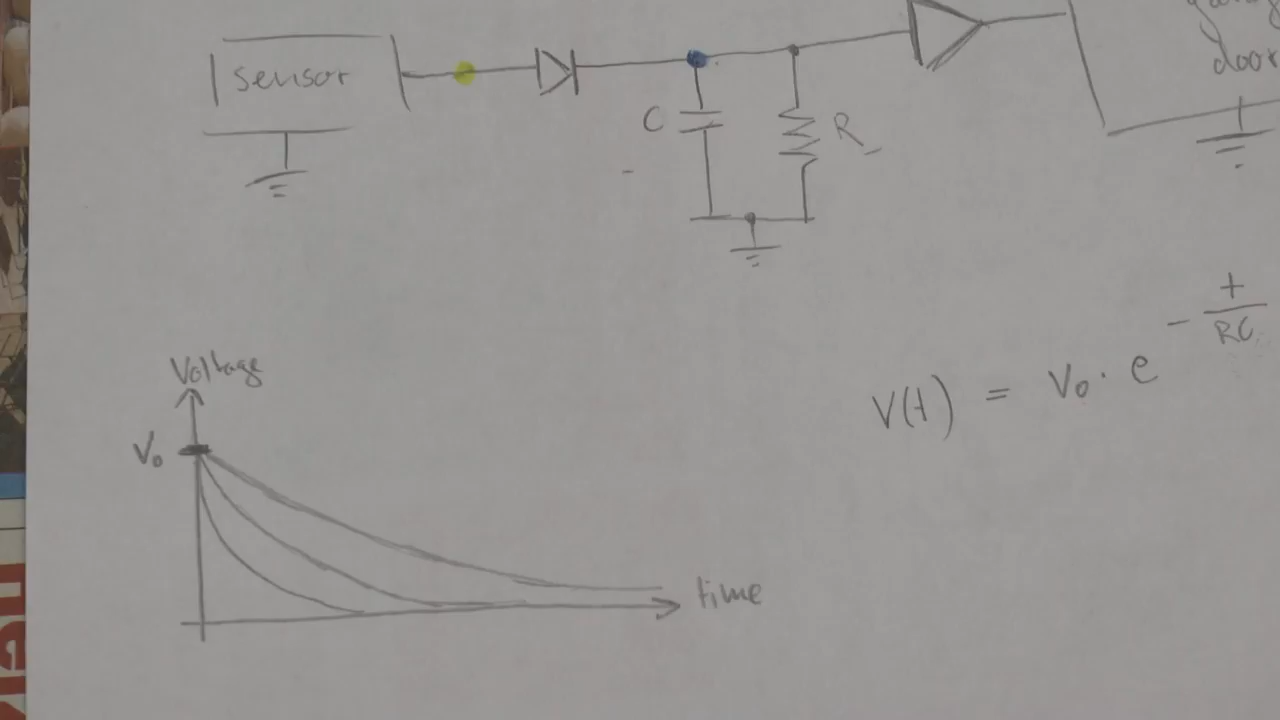 sensor
door
C
R
Voltage
V₀
V(t) = V₀ · e^(-t/RC)
time